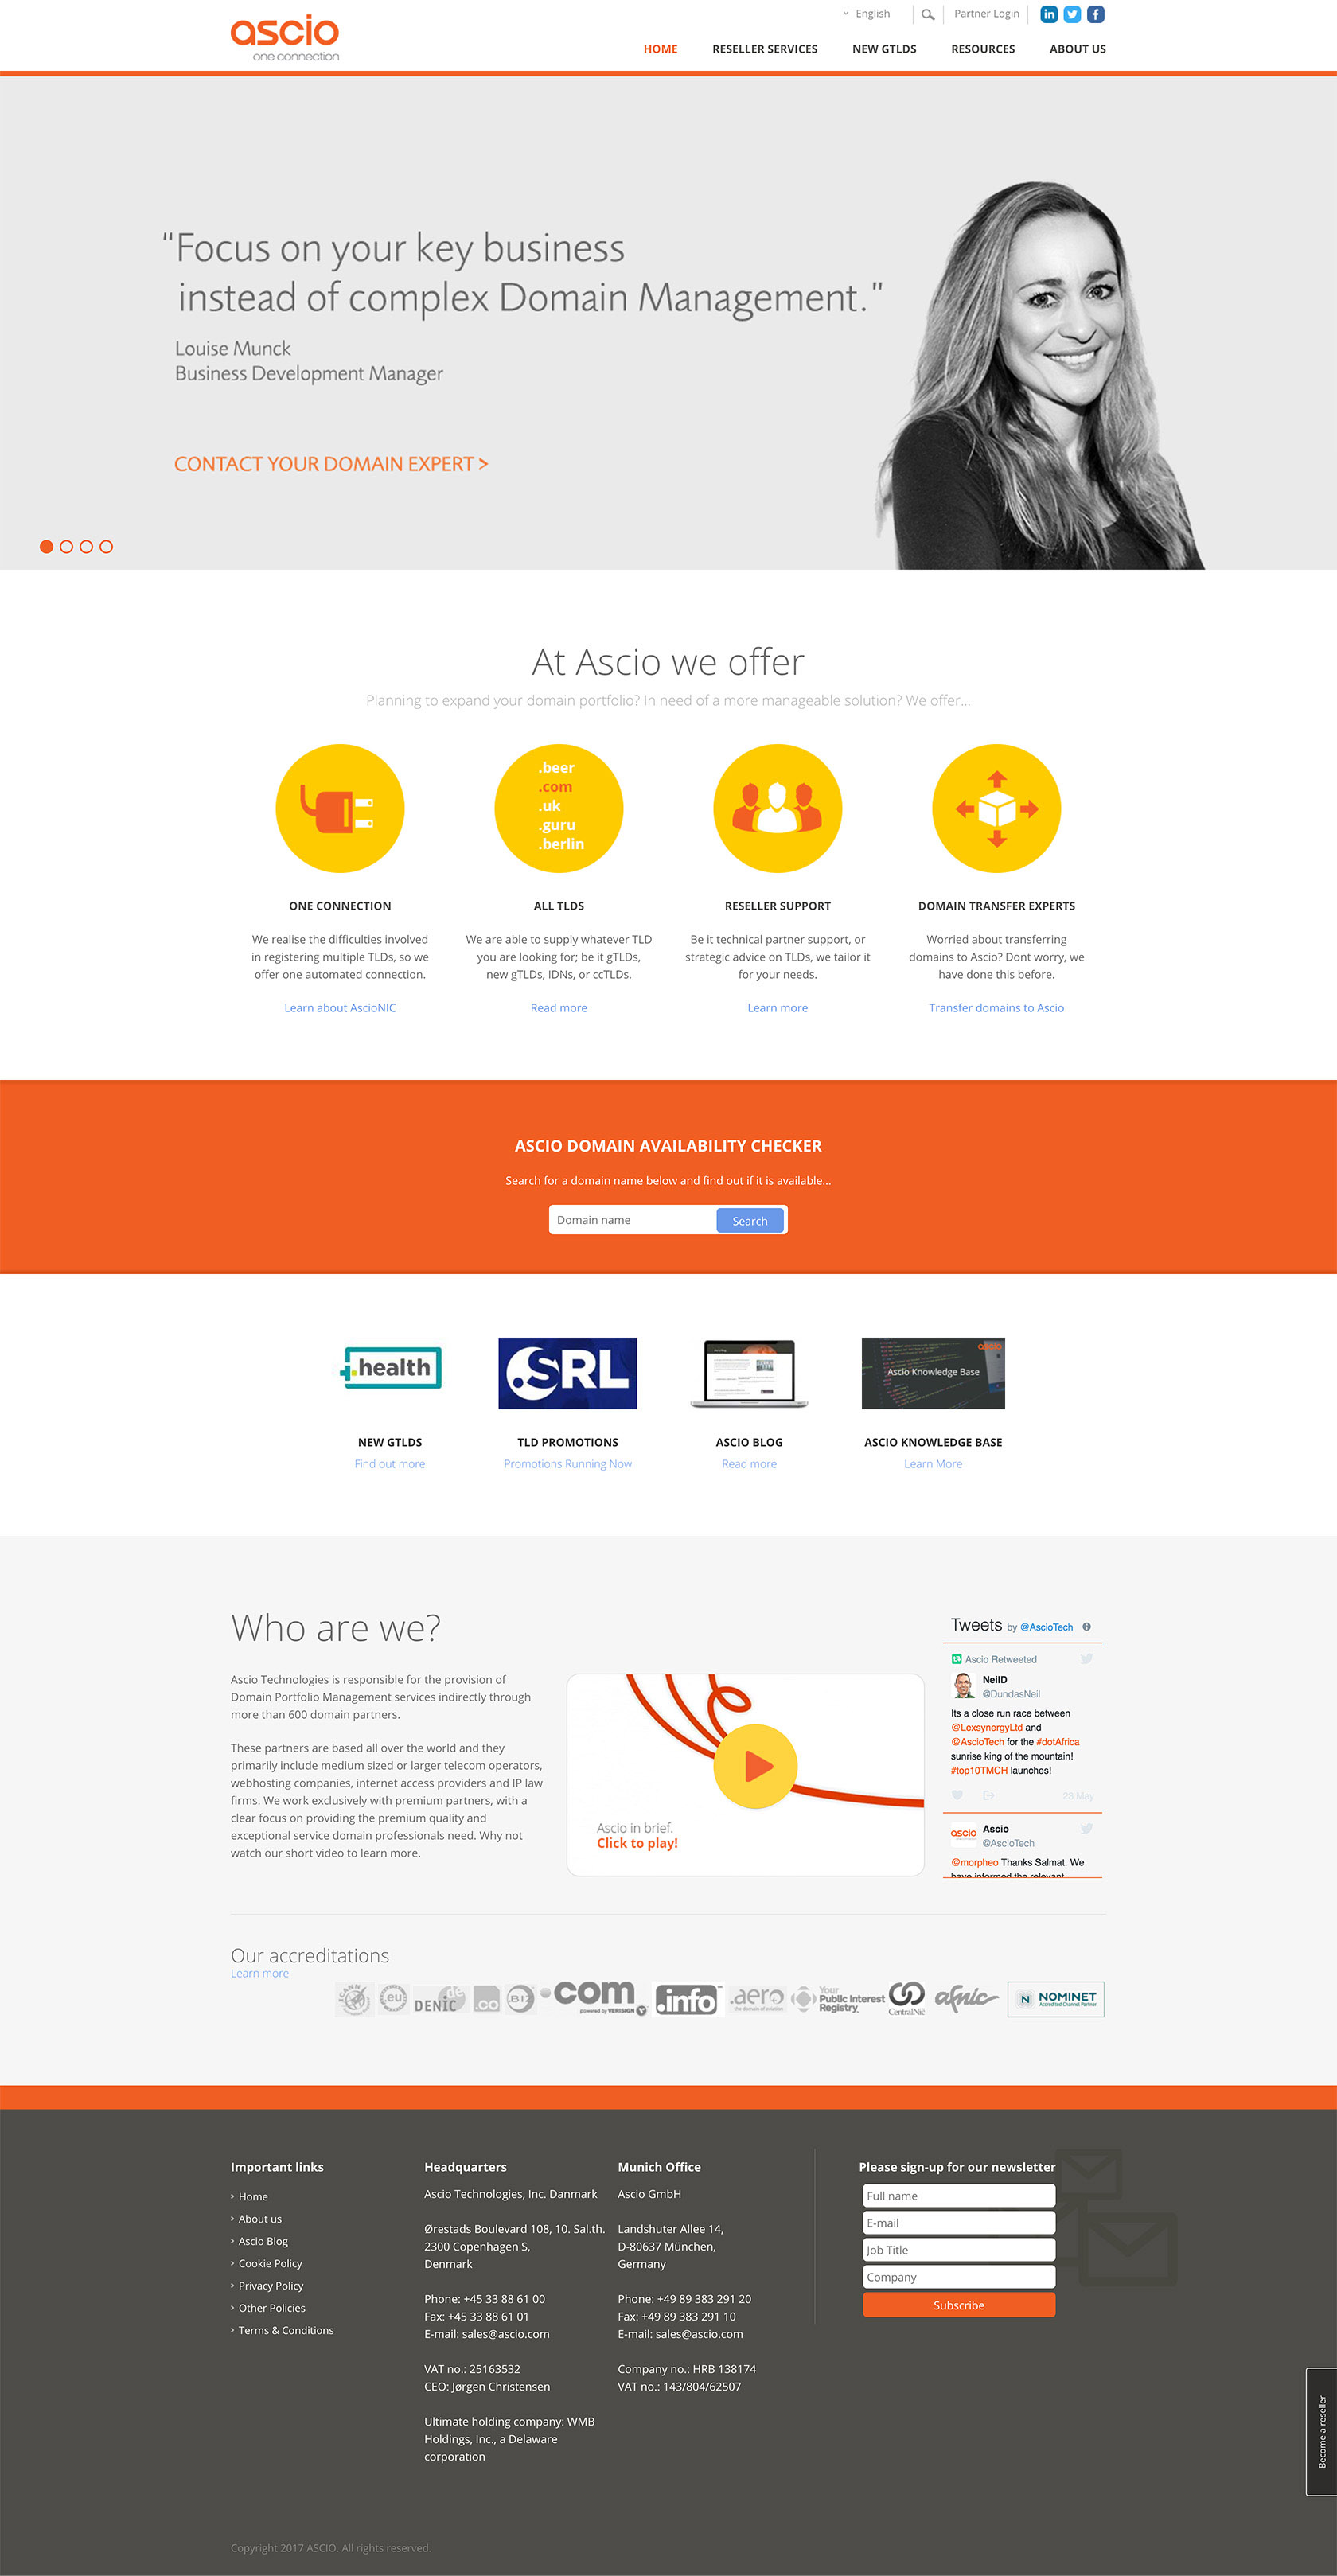 ascio
one connection
English
Partner Login
HOME
RESELLER SERVICES
NEW GTLDS
RESOURCES
ABOUT US
"Focus on your key business
instead of complex Domain Management."
Louise Munck
Business Development Manager
CONTACT YOUR DOMAIN EXPERT >
At Ascio we offer
Planning to expand your domain portfolio? In need of a more manageable solution? We offer...
.beer
.com
.uk
.guru
.berlin
ONE CONNECTION
We realise the difficulties involved
in registering multiple TLDs, so we
offer one automated connection.
Learn about AscioNIC
ALL TLDS
We are able to supply whatever TLD
you are looking for; be it gTLDs,
new gTLDs, IDNs, or ccTLDs.
Read more
RESELLER SUPPORT
Be it technical partner support, or
strategic advice on TLDs, we tailor it
for your needs.
Learn more
DOMAIN TRANSFER EXPERTS
Worried about transferring
domains to Ascio? Dont worry, we
have done this before.
Transfer domains to Ascio
ASCIO DOMAIN AVAILABILITY CHECKER
Search for a domain name below and find out if it is available...
Domain name
Search
.health
.SRL
ascio
Ascio Knowledge Base
NEW GTLDS
Find out more
TLD PROMOTIONS
Promotions Running Now
ASCIO BLOG
Read more
ASCIO KNOWLEDGE BASE
Learn More
Who are we?
Ascio Technologies is responsible for the provision of
Domain Portfolio Management services indirectly through
more than 600 domain partners.
These partners are based all over the world and they
primarily include medium sized or larger telecom operators,
webhosting companies, internet access providers and IP law
firms. We work exclusively with premium partners, with a
clear focus on providing the premium quality and
exceptional service domain professionals need. Why not
watch our short video to learn more.
Ascio in brief.
Click to play!
Tweets by @AscioTech
Ascio Retweeted
NeilD
@DundasNeil
Its a close run race between
@LexsynergyLtd and
@AscioTech for the #dotAfrica
sunrise king of the mountain!
#top10TMCH launches!
23 May
ascio
Ascio
@AscioTech
@morpheo Thanks Salmat. We
have informed the relevant
Our accreditations
Learn more
ICANN
.eu
DENIC
.de
.co
.BIZ
.com
powered by VERISIGN
.info
.aero
the domain of aviation
Your
Public Interest
Registry
CentralNic
afnic
N NOMINET
Accredited Channel Partner
Important links
Home
About us
Ascio Blog
Cookie Policy
Privacy Policy
Other Policies
Terms & Conditions
Headquarters
Ascio Technologies, Inc. Danmark
Ørestads Boulevard 108, 10. Sal.th.
2300 Copenhagen S,
Denmark
Phone: +45 33 88 61 00
Fax: +45 33 88 61 01
E-mail: sales@ascio.com
VAT no.: 25163532
CEO: Jørgen Christensen
Ultimate holding company: WMB
Holdings, Inc., a Delaware
corporation
Munich Office
Ascio GmbH
Landshuter Allee 14,
D-80637 München,
Germany
Phone: +49 89 383 291 20
Fax: +49 89 383 291 10
E-mail: sales@ascio.com
Company no.: HRB 138174
VAT no.: 143/804/62507
Please sign-up for our newsletter
Full name
E-mail
Job Title
Company
Subscribe
Become a reseller
Copyright 2017 ASCIO. All rights reserved.